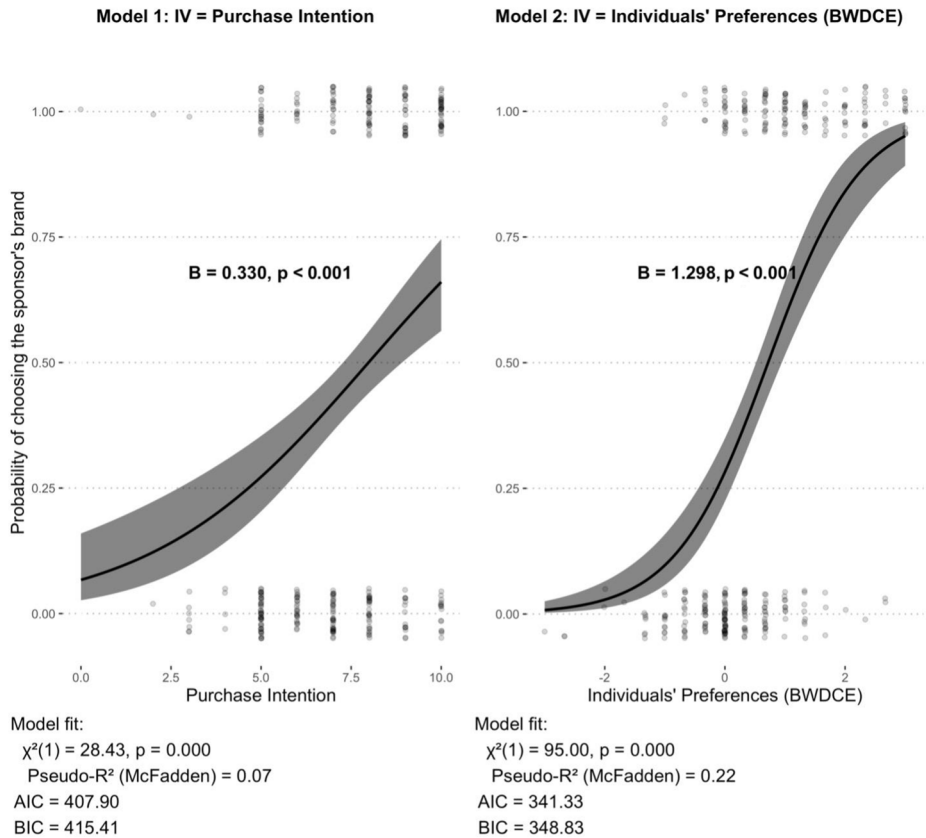 Model 1: IV = Purchase Intention
Model 2: IV = Individuals' Preferences (BWDCE)
Probability of choosing the sponsor's brand
1.00
0.75
0.50
0.25
0.00
B = 0.330, p < 0.001
0.0
2.5
5.0
7.5
10.0
Purchase Intention
1.00
0.75
0.50
0.25
0.00
B = 1.298, p < 0.001
-2
0
2
Individuals' Preferences (BWDCE)
Model fit:
χ²(1) = 28.43, p = 0.000
Pseudo-R² (McFadden) = 0.07
AIC = 407.90
BIC = 415.41
Model fit:
χ²(1) = 95.00, p = 0.000
Pseudo-R² (McFadden) = 0.22
AIC = 341.33
BIC = 348.83